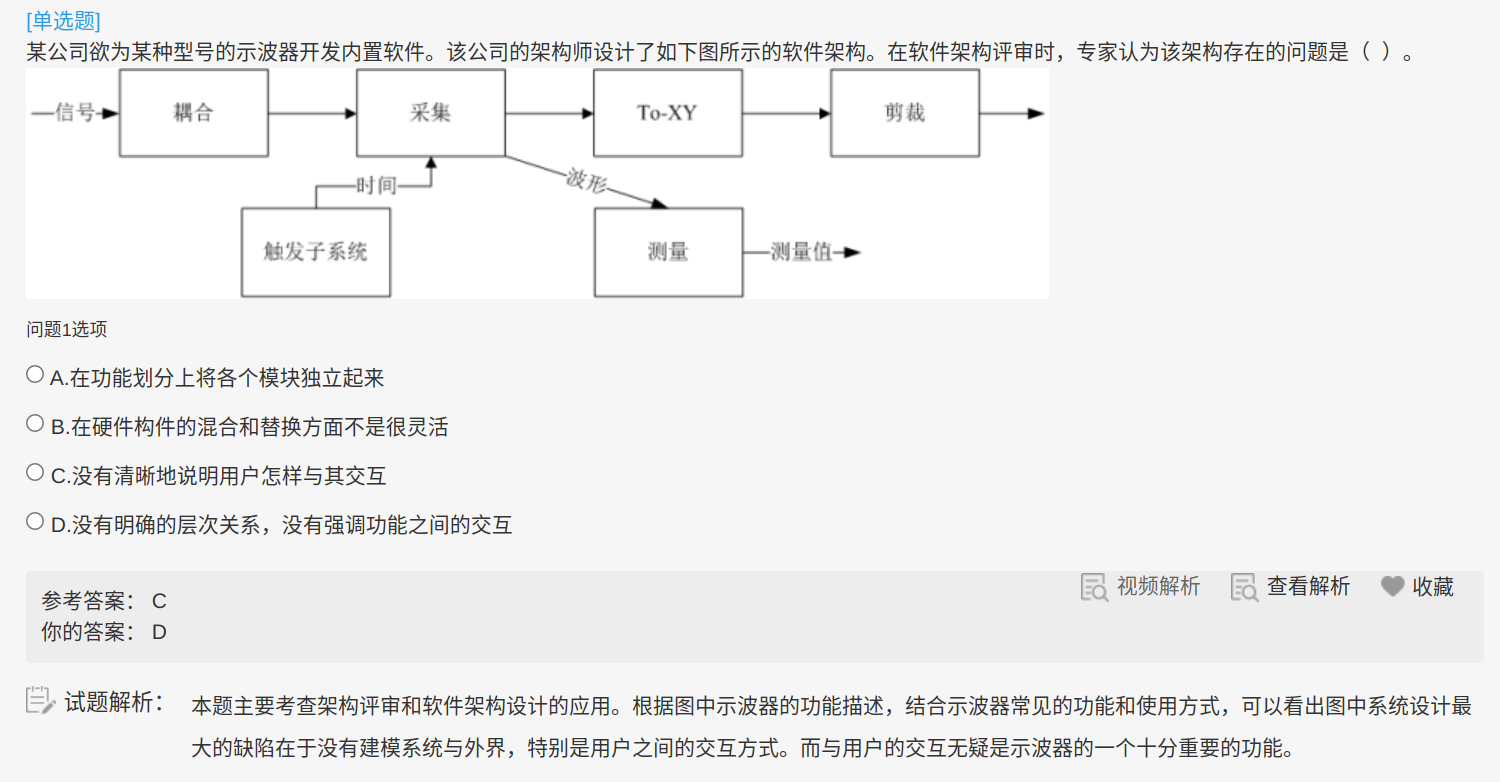 [单选题]
某公司欲为某种型号的示波器开发内置软件。该公司的架构师设计了如下图所示的软件架构。在软件架构评审时，专家认为该架构存在的问题是（ ）。
信号 耦合 采集 To-XY 剪裁
时间 波形
触发子系统 测量 测量值
问题1选项
A.在功能划分上将各个模块独立起来
B.在硬件构件的混合和替换方面不是很灵活
C.没有清晰地说明用户怎样与其交互
D.没有明确的层次关系，没有强调功能之间的交互
视频解析 查看解析 收藏
参考答案： C
你的答案： D
试题解析： 本题主要考查架构评审和软件架构设计的应用。根据图中示波器的功能描述，结合示波器常见的功能和使用方式，可以看出图中系统设计最
大的缺陷在于没有建模系统与外界，特别是用户之间的交互方式。而与用户的交互无疑是示波器的一个十分重要的功能。